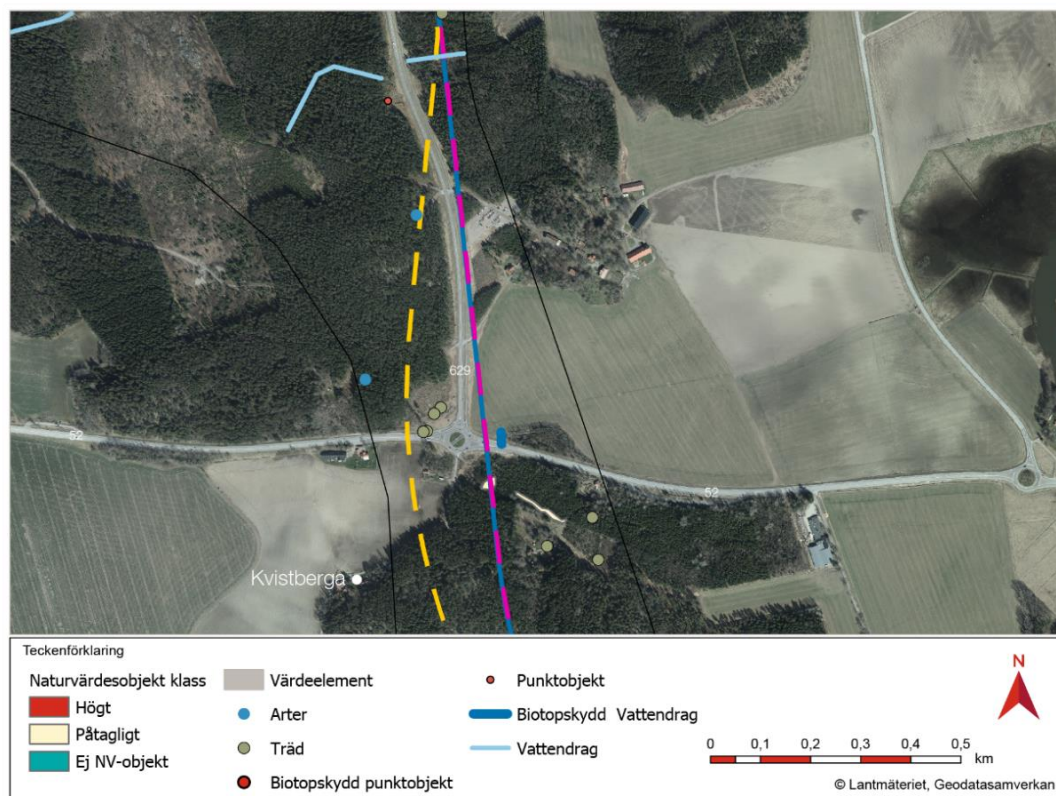 629
52
52
Kvistberga
Teckenförklaring
Naturvärdesobjekt klass
Högt
Påtagligt
Ej NV-objekt
Värdeelement
Arter
Träd
Biotopskydd punktobjekt
Punktobjekt
Biotopskydd Vattendrag
Vattendrag
N
0 0,1 0,2 0,3 0,4 0,5
km
© Lantmäteriet, Geodatasamverkan